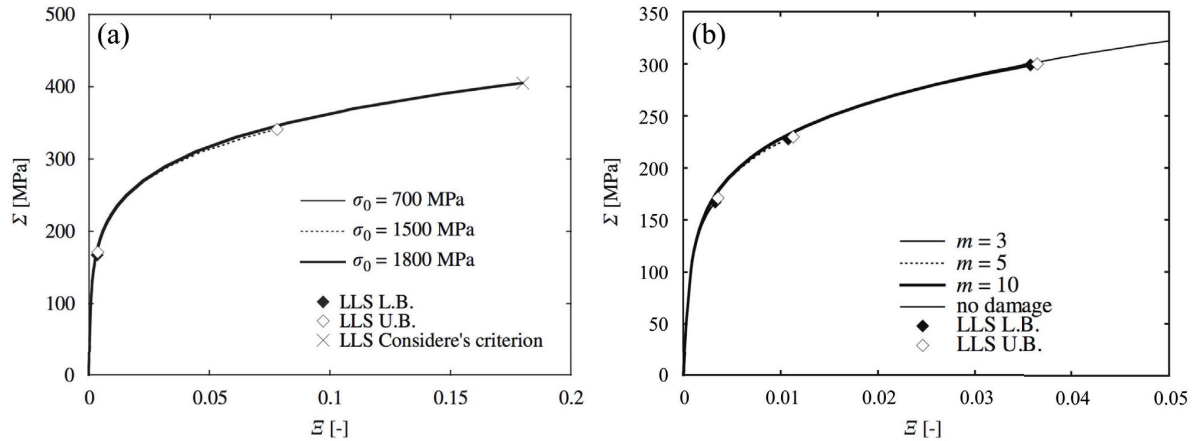 (a)
500
400
300
200
100
0
Σ [MPa]
σ0 = 700 MPa
σ0 = 1500 MPa
σ0 = 1800 MPa
LLS L.B.
LLS U.B.
LLS Considere's criterion
0 0.05 0.1 0.15 0.2
Ξ [-]
(b)
350
300
250
200
150
100
50
0
Σ [MPa]
m = 3
m = 5
m = 10
no damage
LLS L.B.
LLS U.B.
0 0.01 0.02 0.03 0.04 0.05
Ξ [-]